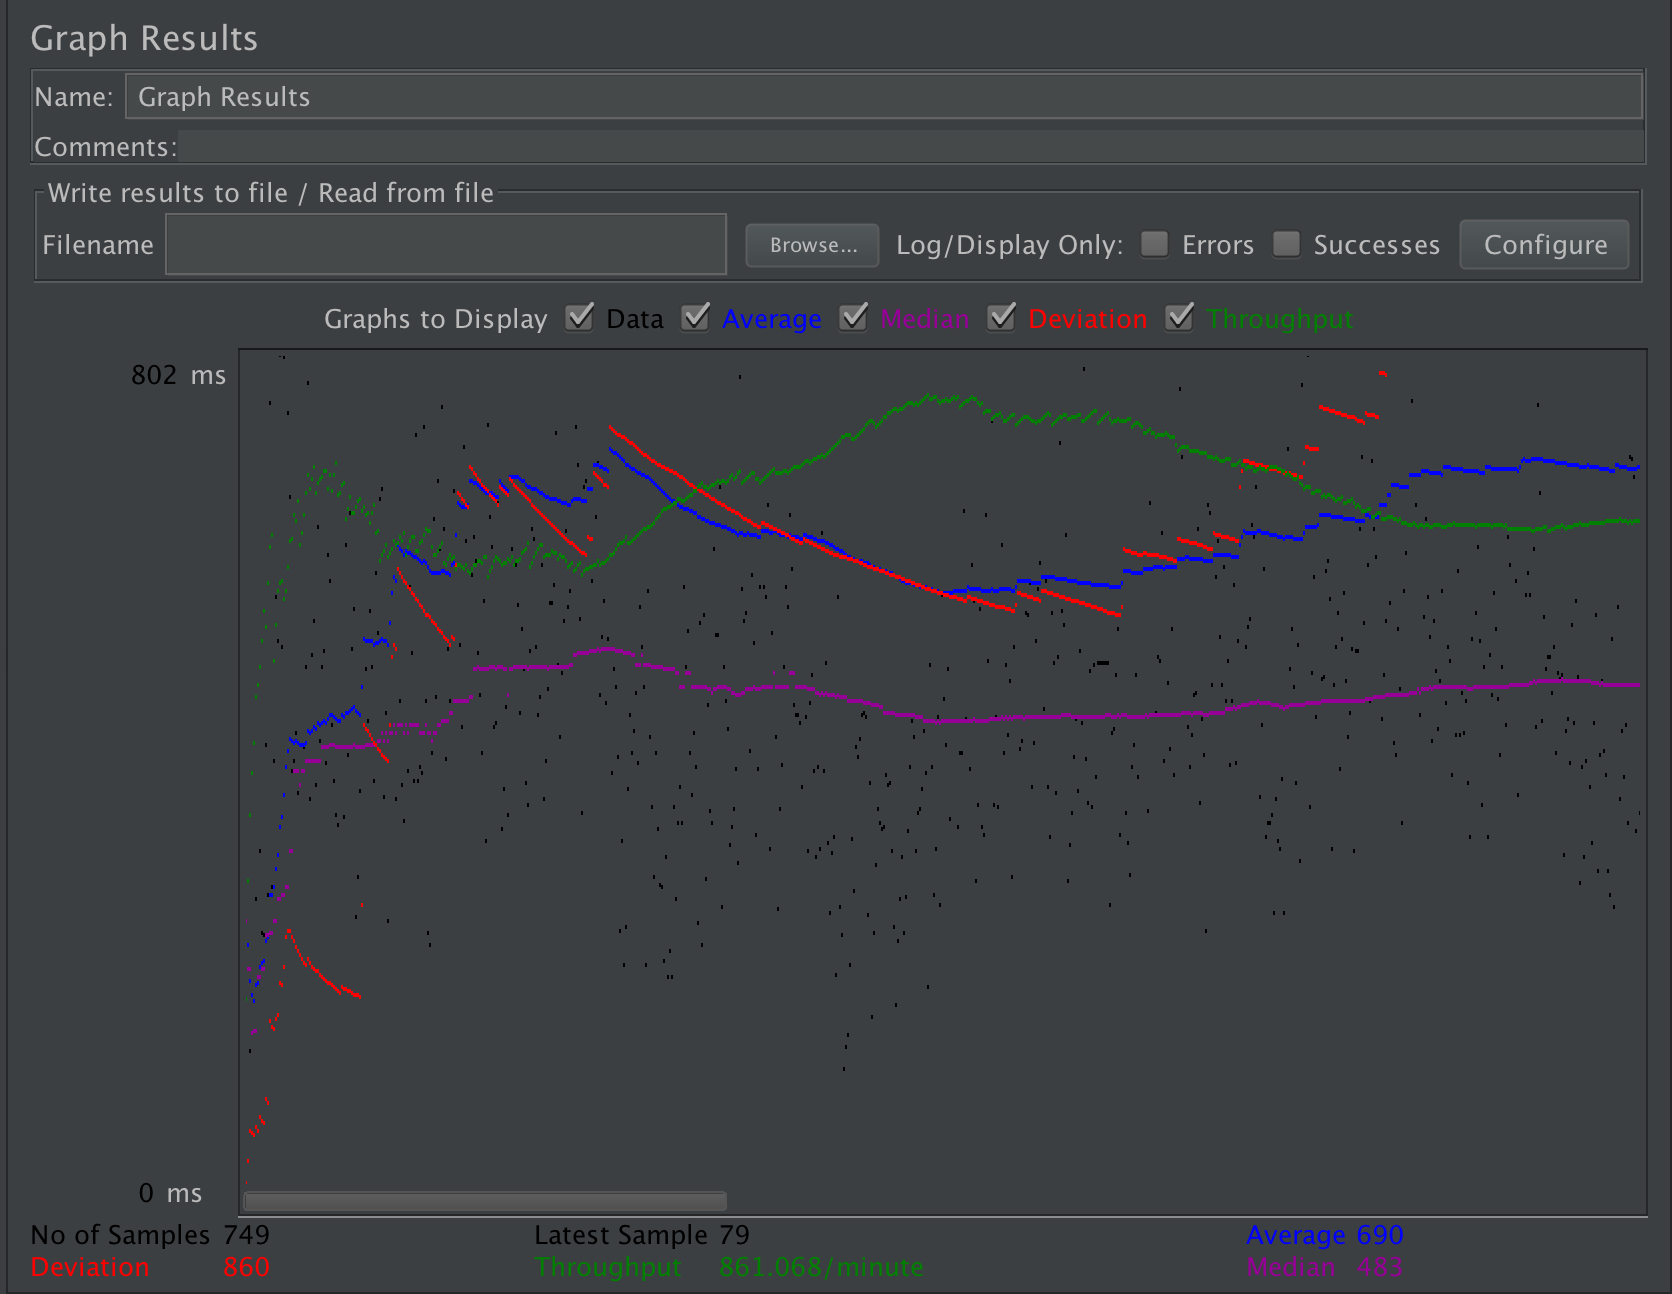 Graph Results
Name: Graph Results
Comments:
Write results to file / Read from file
Filename Browse... Log/Display Only: Errors Successes Configure
Graphs to Display Data Average Median Deviation Throughput
802 ms
0 ms
No of Samples 749 Latest Sample 79 Average 690
Deviation 860 Throughput 861.068/minute Median 483